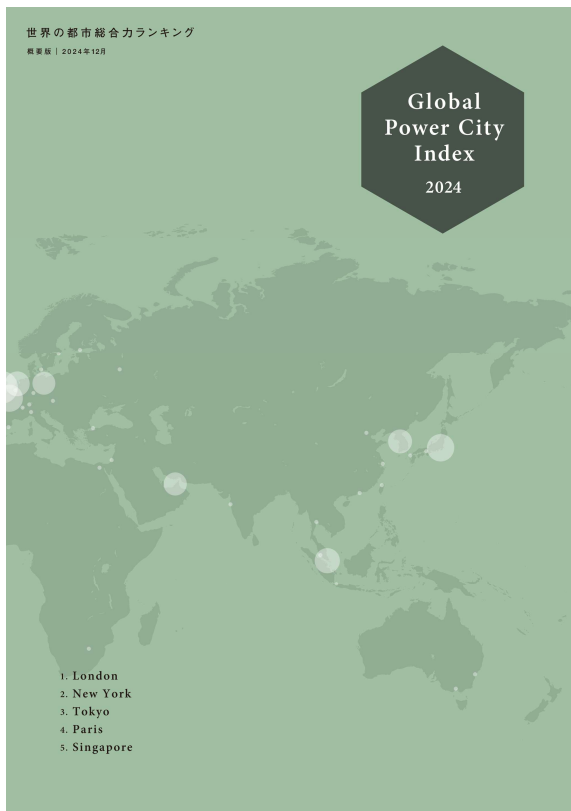 世界の都市総合力ランキング
概要版｜2024年12月
Global
Power City
Index
2024
1. London
2. New York
3. Tokyo
4. Paris
5. Singapore